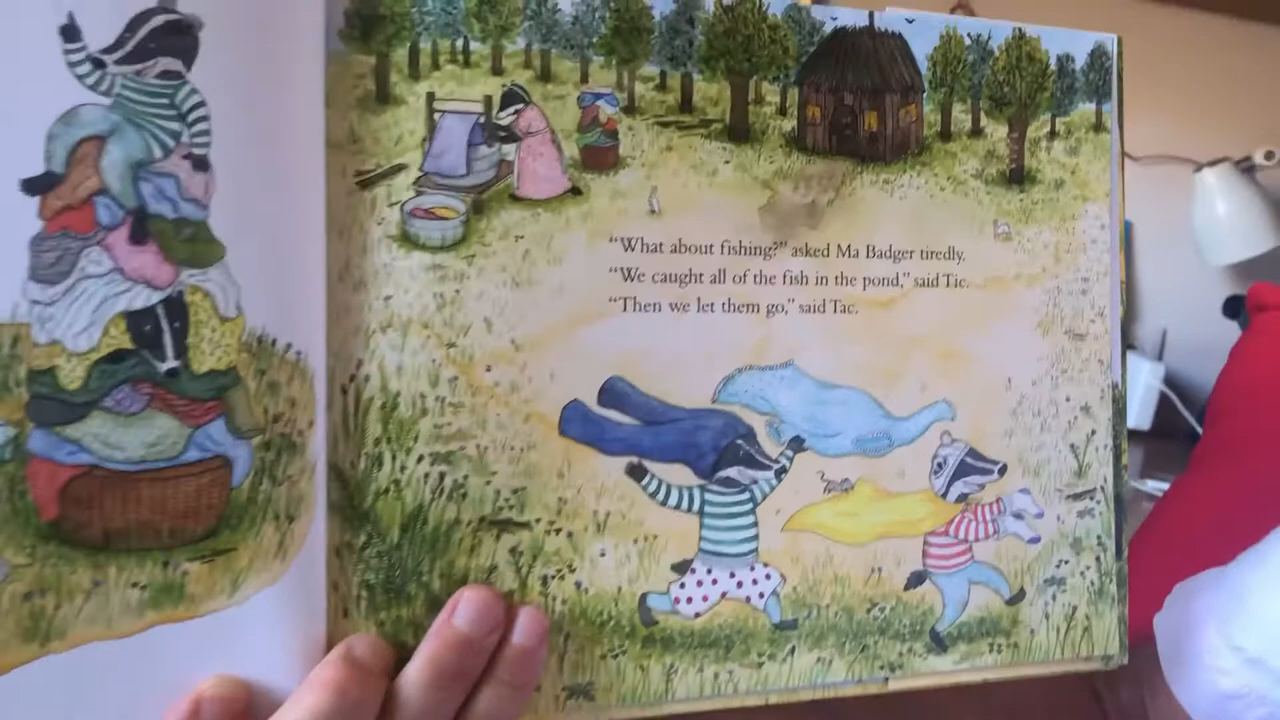 “What about fishing?” asked Ma Badger tiredly.
“We caught all of the fish in the pond,” said Tic.
“Then we let them go,” said Tac.